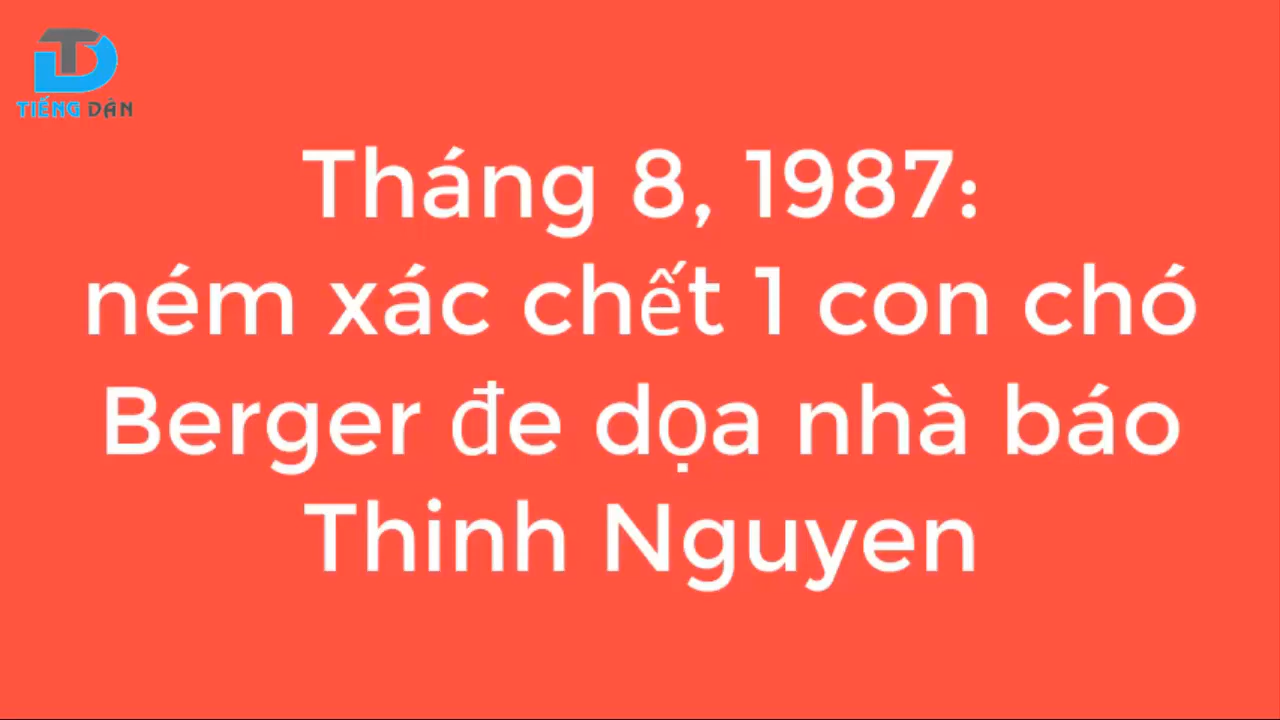 TIẾNG DÂN
Tháng 8, 1987:
ném xác chết 1 con chó
Berger đe dọa nhà báo
Thinh Nguyen